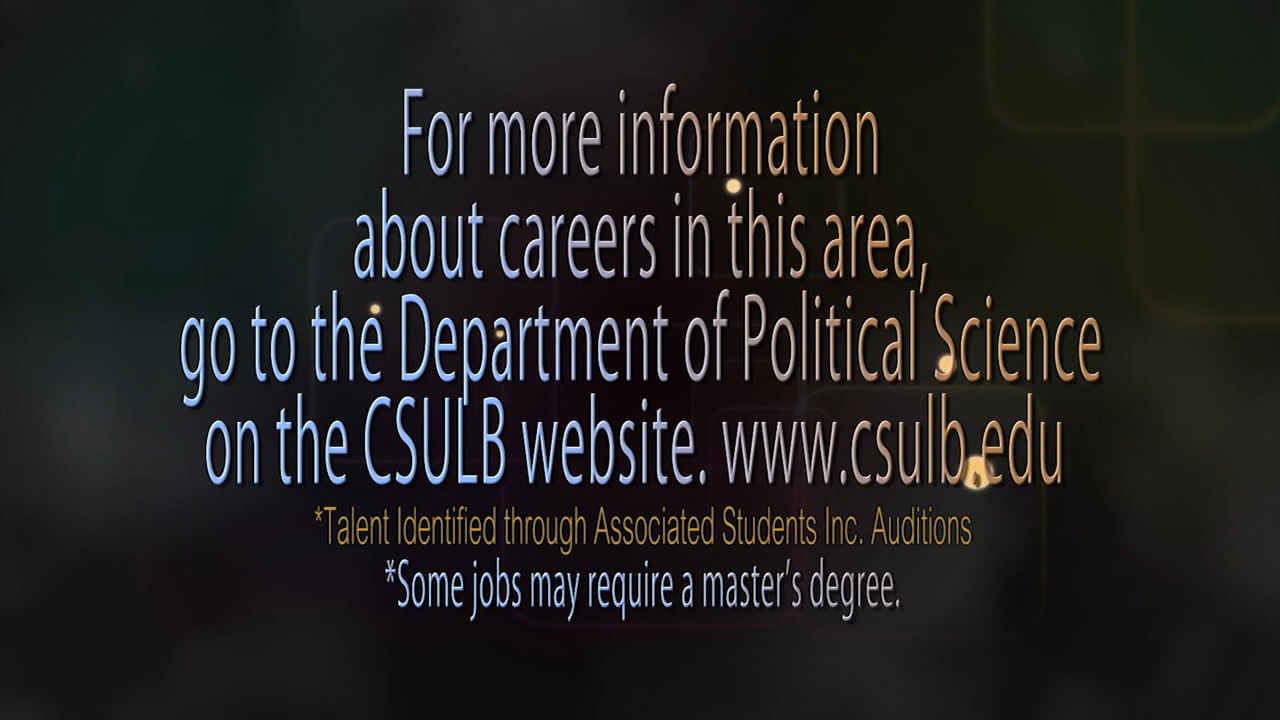 For more information
about careers in this area,
go to the Department of Political Science
on the CSULB website. www.csulb.edu
*Talent Identified through Associated Students Inc. Auditions
*Some jobs may require a master's degree.